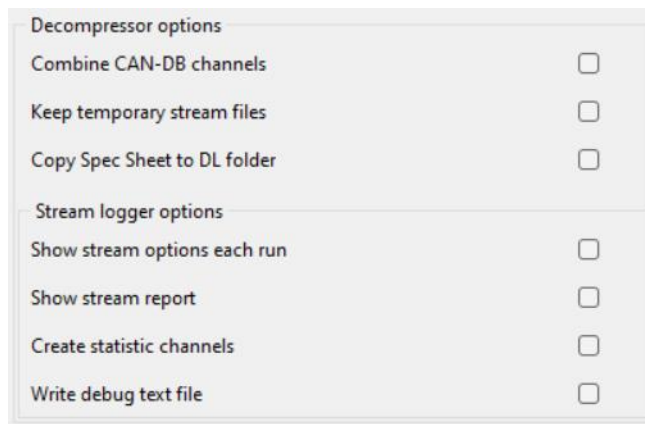 Decompressor options
Combine CAN-DB channels
Keep temporary stream files
Copy Spec Sheet to DL folder
Stream logger options
Show stream options each run
Show stream report
Create statistic channels
Write debug text file